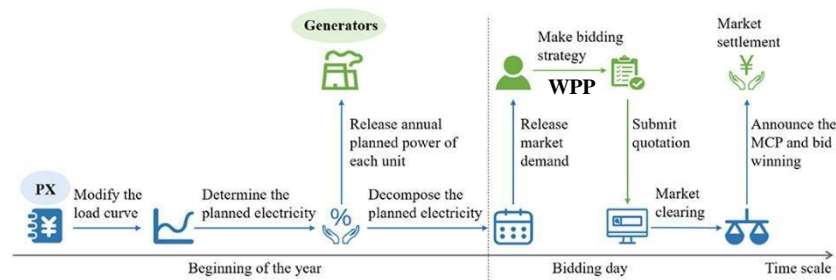 Generators
Make bidding
strategy
WPP
Market
settlement
¥
Release annual
planned power of
each unit
Release
market
demand
Submit
quotation
Announce the
MCP and bid
winning
PX
¥
Modify the
load curve
Determine the
planned electricity
%
Decompose the
planned electricity
Market
clearing
Beginning of the year
Bidding day
Time scale